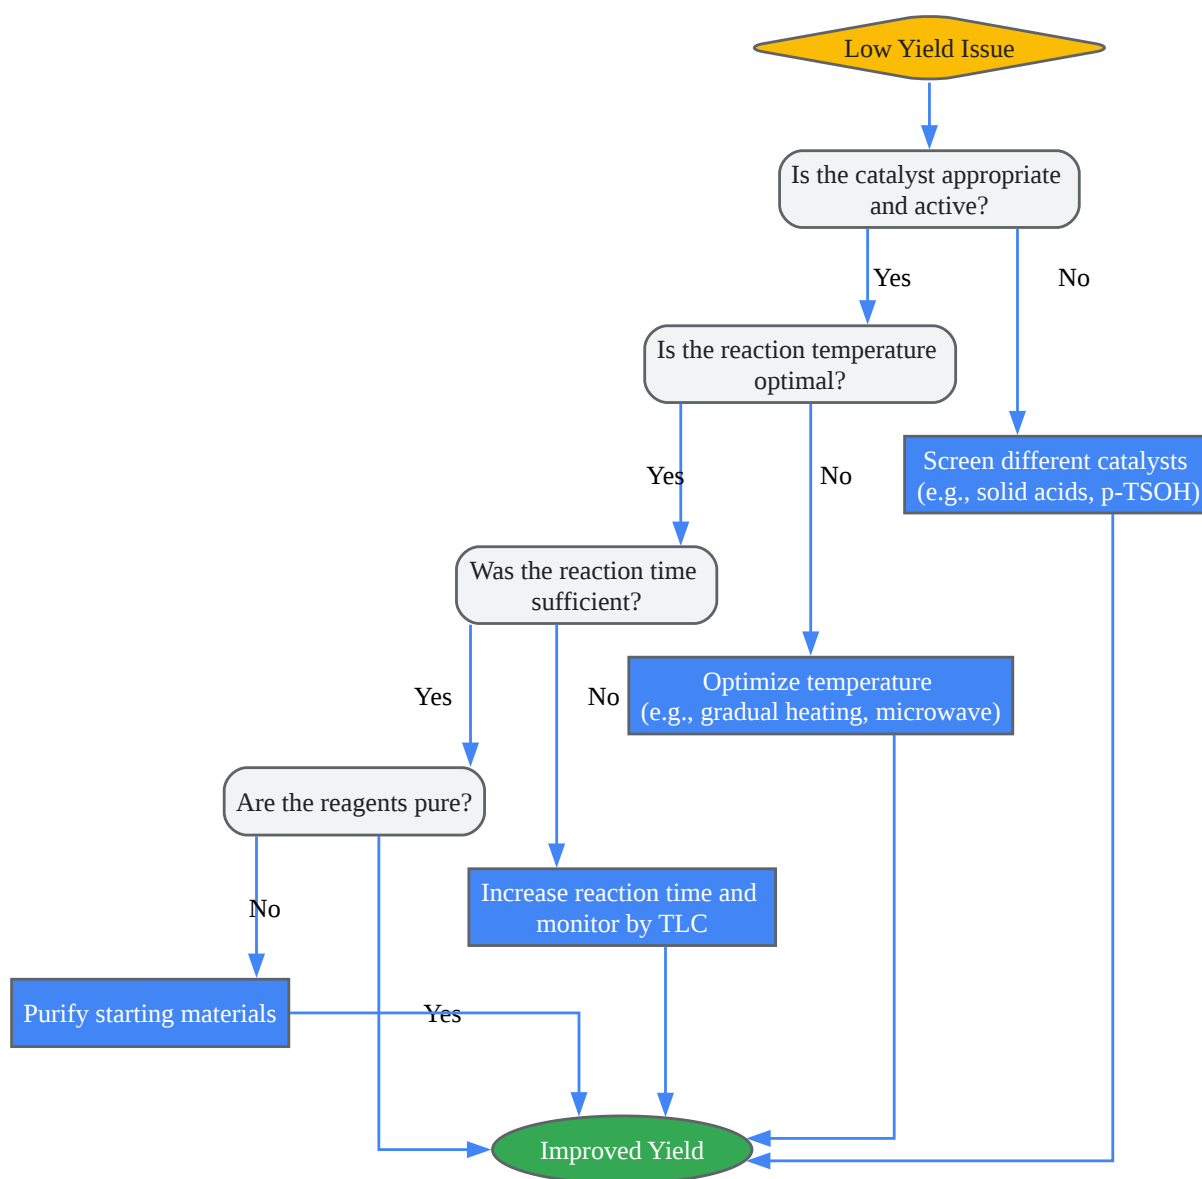 Low Yield Issue
Is the catalyst appropriate
and active?
Yes
No
Is the reaction temperature
optimal?
Screen different catalysts
(e.g., solid acids, p-TSOH)
Yes
No
Was the reaction time
sufficient?
Optimize temperature
(e.g., gradual heating, microwave)
Yes
No
Are the reagents pure?
Increase reaction time and
monitor by TLC
No
Purify starting materials
Yes
Improved Yield